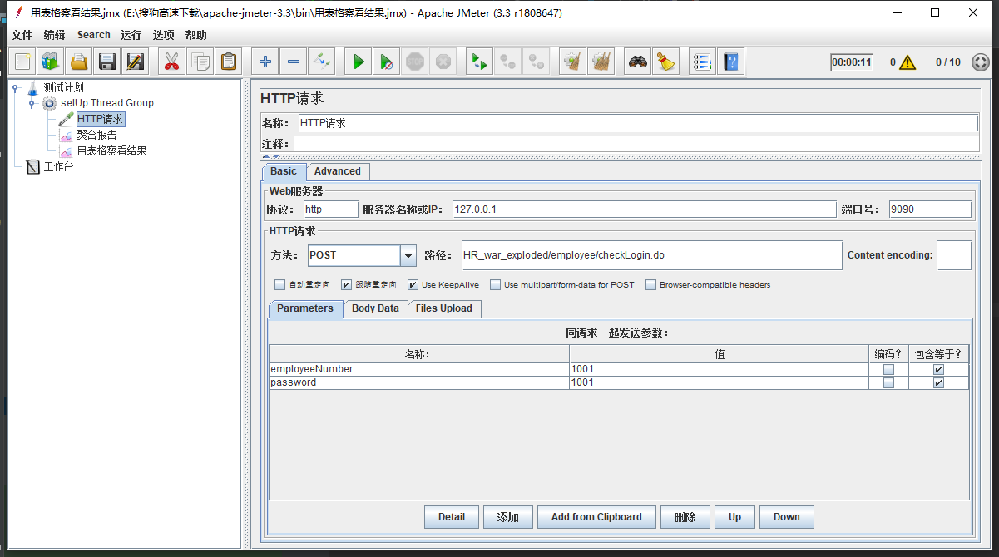 用表格察看结果.jmx (E:\搜狗高速下载\apache-jmeter-3.3\bin\用表格察看结果.jmx) - Apache JMeter (3.3 r1808647)
文件 编辑 Search 运行 选项 帮助
STOP 00:00:11 0 0 / 10
测试计划
setUp Thread Group
HTTP请求
聚合报告
用表格察看结果
工作台
HTTP请求
名称： HTTP请求
注释：
Basic Advanced
Web服务器
协议： http 服务器名称或IP： 127.0.0.1 端口号： 9090
HTTP请求
方法： POST 路径： HR_war_exploded/employee/checkLogin.do Content encoding:
自动重定向 跟随重定向 Use KeepAlive Use multipart/form-data for POST Browser-compatible headers
Parameters Body Data Files Upload
同请求一起发送参数：
名称： 值 编码？ 包含等于？
employeeNumber 1001
password 1001
Detail 添加 Add from Clipboard 删除 Up Down